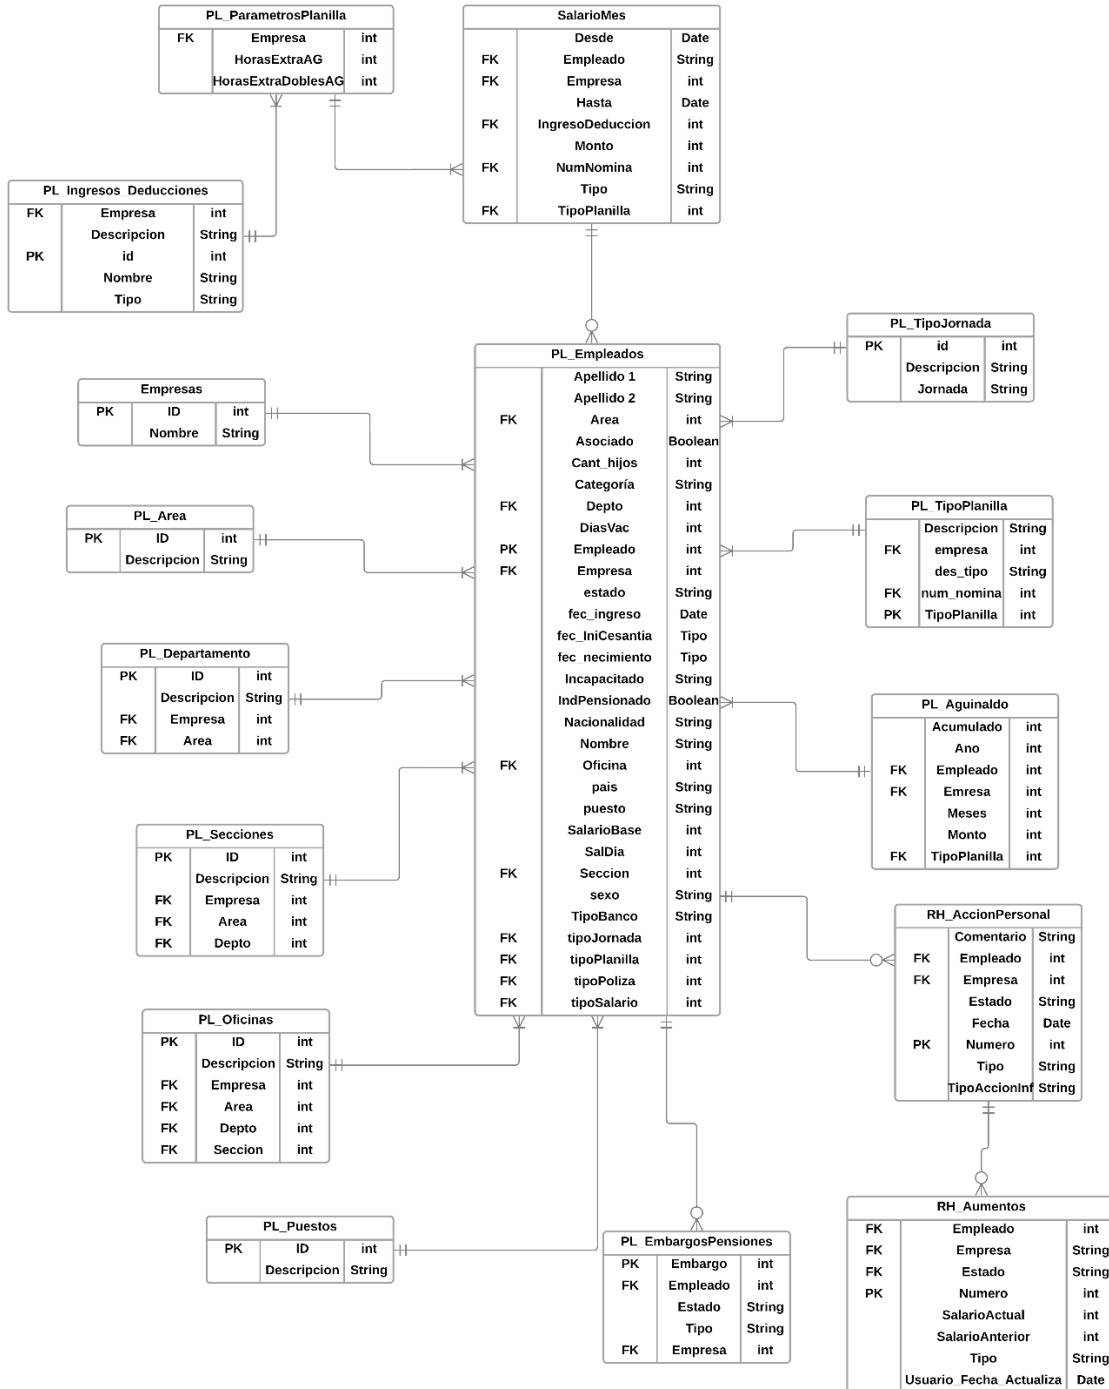 PL_ParametrosPlanilla
FK Empresa int
HorasExtraAG int
HorasExtraDoblesAG int
SalarioMes
Desde Date
FK Empleado String
FK Empresa int
Hasta Date
FK IngresoDeduccion int
Monto int
FK NumNomina int
Tipo String
FK TipoPlanilla int
PL_Ingresos_Deducciones
FK Empresa int
Descripcion String
PK id int
Nombre String
Tipo String
PL_TipoJornada
PK id int
Descripcion String
Jornada String
PL_Empleados
Apellido 1 String
Apellido 2 String
FK Area int
Asociado Boolean
Cant_hijos int
Categoría String
FK Depto int
DiasVac int
PK Empleado int
FK Empresa int
estado String
fec_ingreso Date
fec_IniCesantia Tipo
fec_necimiento Tipo
Incapacitado String
IndPensionado Boolean
Nacionalidad String
Nombre String
FK Oficina int
pais String
puesto String
SalarioBase int
SalDia int
FK Seccion int
sexo String
TipoBanco String
FK tipoJornada int
FK tipoPlanilla int
FK tipoPoliza int
FK tipoSalario int
Empresas
PK ID int
Nombre String
PL_Area
PK ID int
Descripcion String
PL_TipoPlanilla
Descripcion String
FK empresa int
des_tipo String
FK num_nomina int
PK TipoPlanilla int
PL_Departamento
PK ID int
Descripcion String
FK Empresa int
FK Area int
PL_Aguinaldo
Acumulado int
Ano int
FK Empleado int
FK Emresa int
Meses int
Monto int
FK TipoPlanilla int
PL_Secciones
PK ID int
Descripcion String
FK Empresa int
FK Area int
FK Depto int
RH_AccionPersonal
Comentario String
FK Empleado int
FK Empresa int
Estado String
Fecha Date
PK Numero int
Tipo String
TipoAccionInf String
PL_Oficinas
PK ID int
Descripcion String
FK Empresa int
FK Area int
FK Depto int
FK Seccion int
PL_Puestos
PK ID int
Descripcion String
PL_EmbargosPensiones
PK Embargo int
FK Empleado int
Estado String
Tipo String
FK Empresa int
RH_Aumentos
FK Empleado int
FK Empresa String
FK Estado String
PK Numero int
SalarioActual int
SalarioAnterior int
Tipo String
Usuario_Fecha_Actualiza Date